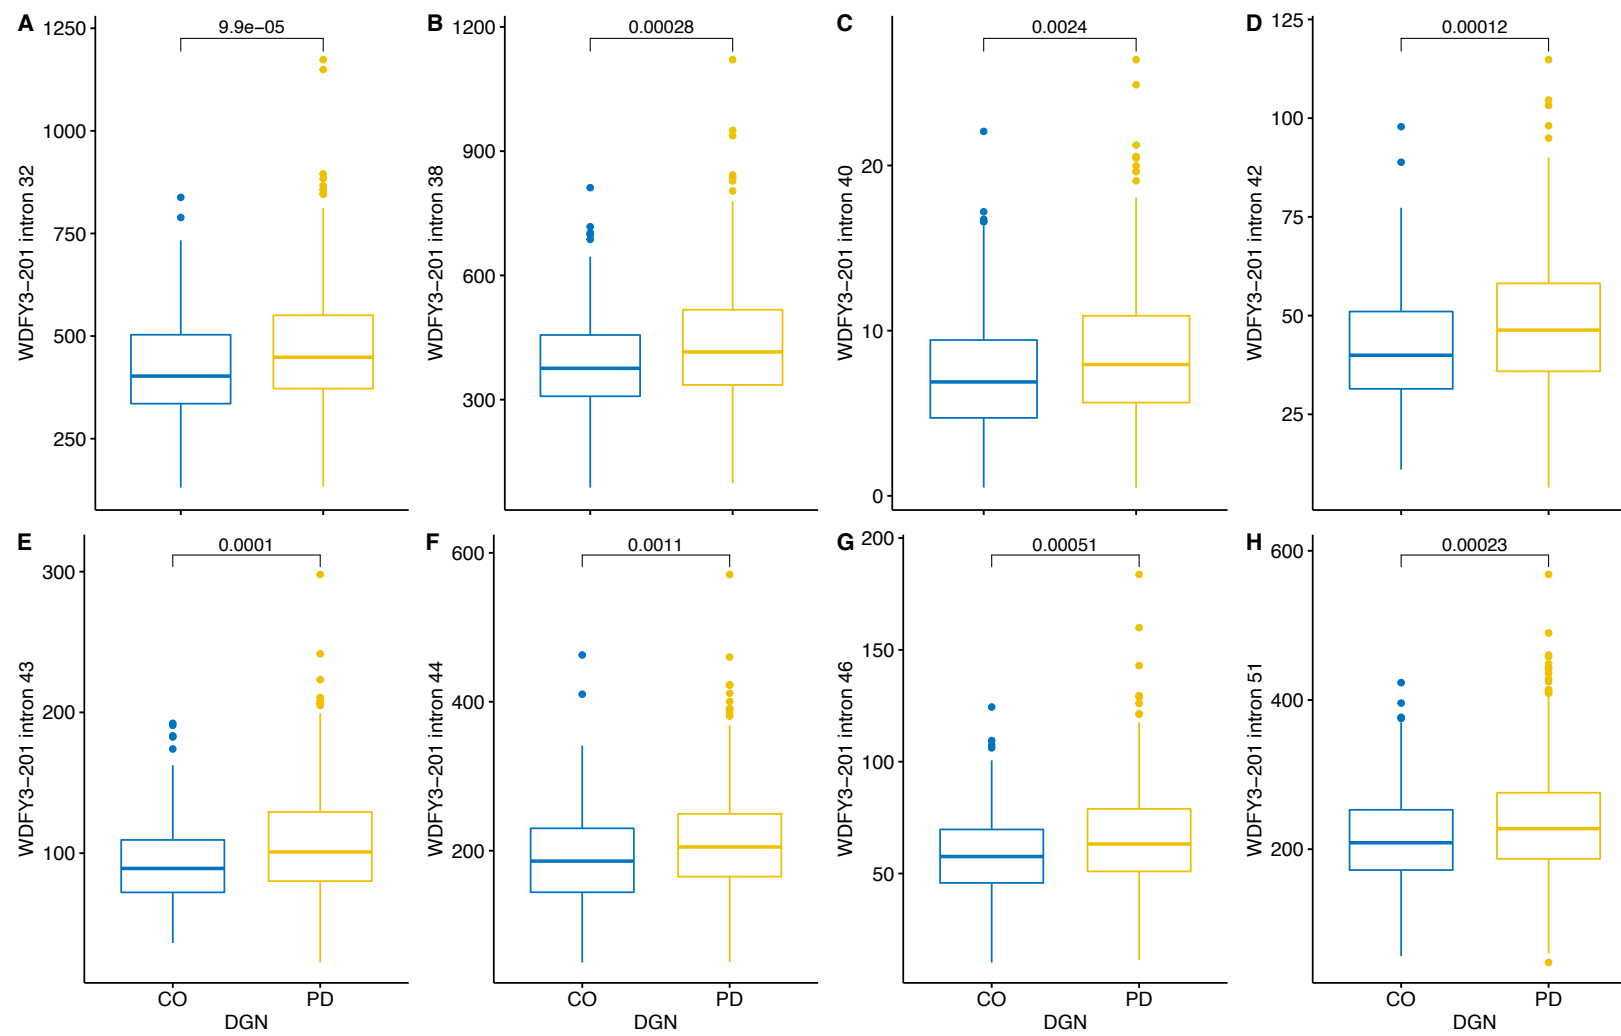 A
9.9e−05
1250
1000
750
500
250
WDFY3−201 intron 32
B
0.00028
1200
900
600
300
WDFY3−201 intron 38
C
0.0024
20
10
0
WDFY3−201 intron 40
D
0.00012
125
100
75
50
25
WDFY3−201 intron 42
E
0.0001
300
200
100
WDFY3−201 intron 43
CO PD
DGN
F
0.0011
600
400
200
WDFY3−201 intron 44
CO PD
DGN
G
0.00051
200
150
100
50
WDFY3−201 intron 46
CO PD
DGN
H
0.00023
600
400
200
WDFY3−201 intron 51
CO PD
DGN